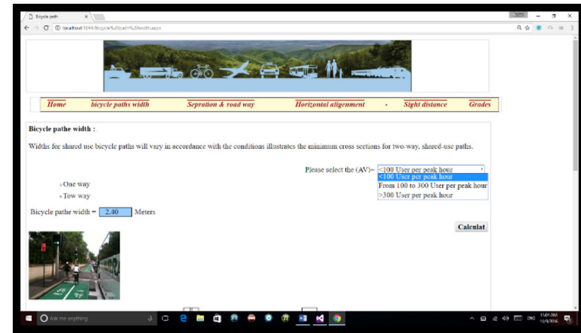 Bicycle path
localhost
Home bicycle paths width Sepration & road way Horizontal aligenment - Sight distance Grades
Bicycle pathe width :
Widths for shared use bicycle paths will vary in accordance with the conditions illustrates the minimum cross sections for two-way, shared-use paths.
Please select the (AV)= <100 User per peak hour
<100 User per peak hour
From 100 to 300 User per peak hour
>300 User per peak hour
One way
Tow way
Bicycle pathe width = 2.40 Meters
Calculat
Ask me anything